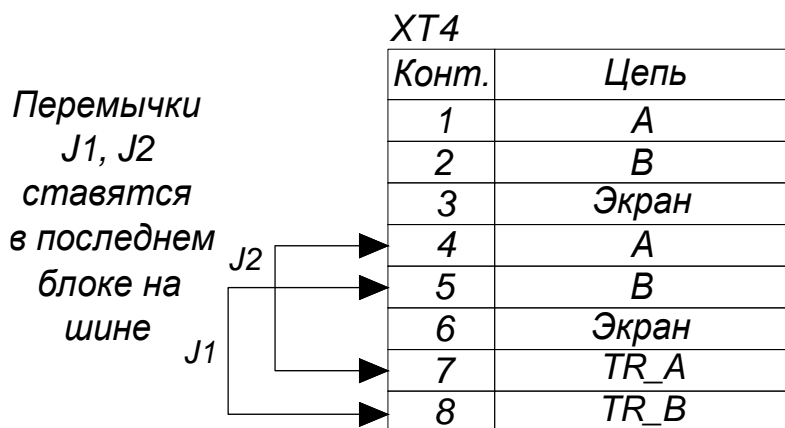 XT4
Конт. Цепь
1 A
2 B
3 Экран
4 A
5 B
6 Экран
7 TR_A
8 TR_B
Перемычки
J1, J2
ставятся
в последнем
блоке на
шине
J2
J1